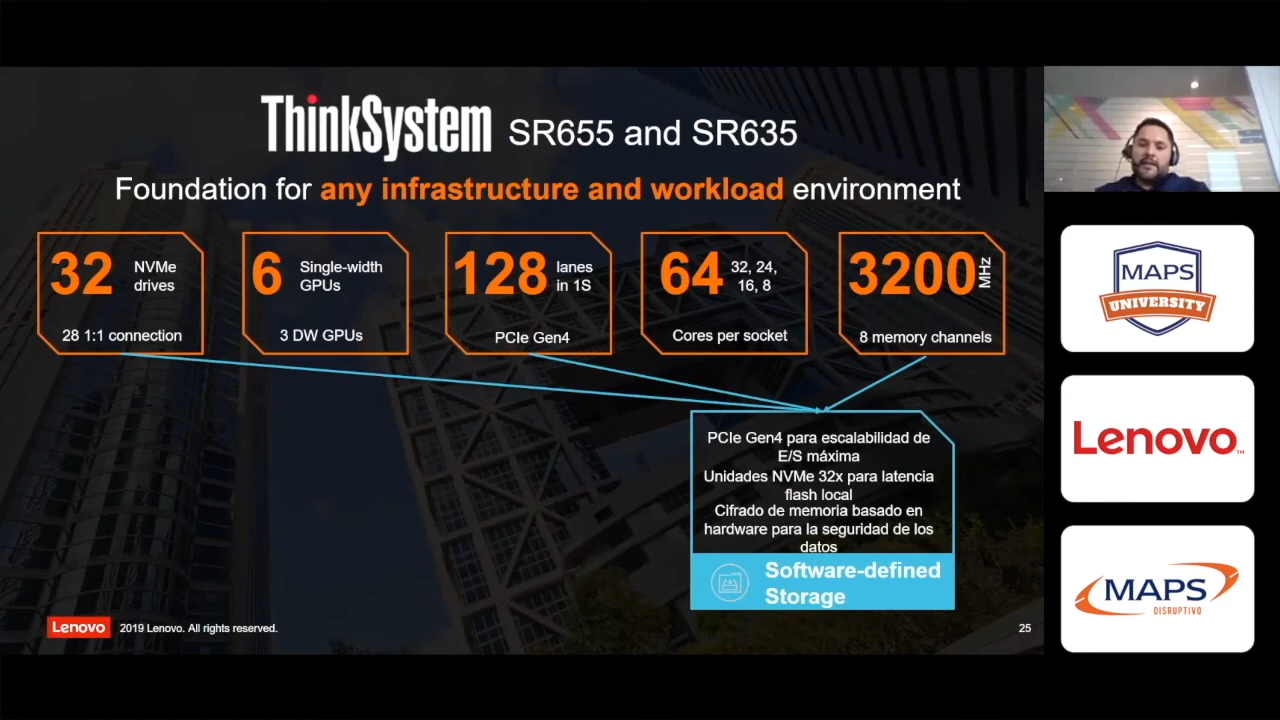 ThinkSystem SR655 and SR635
Foundation for any infrastructure and workload environment
32 NVMe drives
28 1:1 connection
6 Single-width GPUs
3 DW GPUs
128 lanes in 1S
PCIe Gen4
64 32, 24, 16, 8
Cores per socket
3200 MHz
8 memory channels
PCIe Gen4 para escalabilidad de
E/S máxima
Unidades NVMe 32x para latencia
flash local
Cifrado de memoria basado en
hardware para la seguridad de los
datos
Software-defined
Storage
Lenovo 2019 Lenovo. All rights reserved.
25
MAPS
UNIVERSITY
Lenovo™
MAPS
DISRUPTIVO